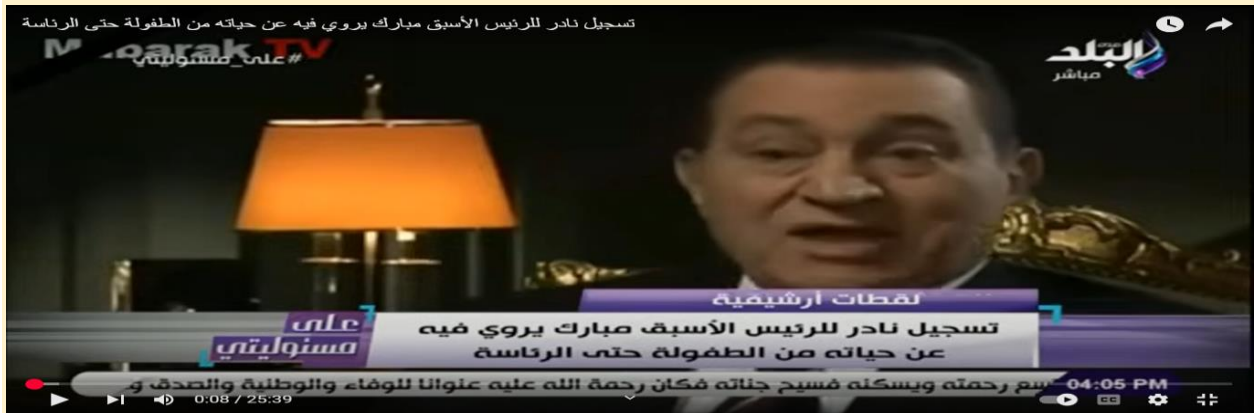 تسجيل نادر للرئيس الأسبق مبارك يروي فيه عن حياته من الطفولة حتى الرئاسة
Mubarak TV
#على_مسئوليتي
صدى البلد
مباشر
لقطات أرشيفية
على مسئوليتي
تسجيل نادر للرئيس الأسبق مبارك يروي فيه
عن حياته من الطفولة حتى الرئاسة
رحمته ويسكنه فسيح جناته فكان رحمة الله عليه عنوانا للوفاء والوطنية والصدق و
04:05 PM
0:08 / 25:39
CC